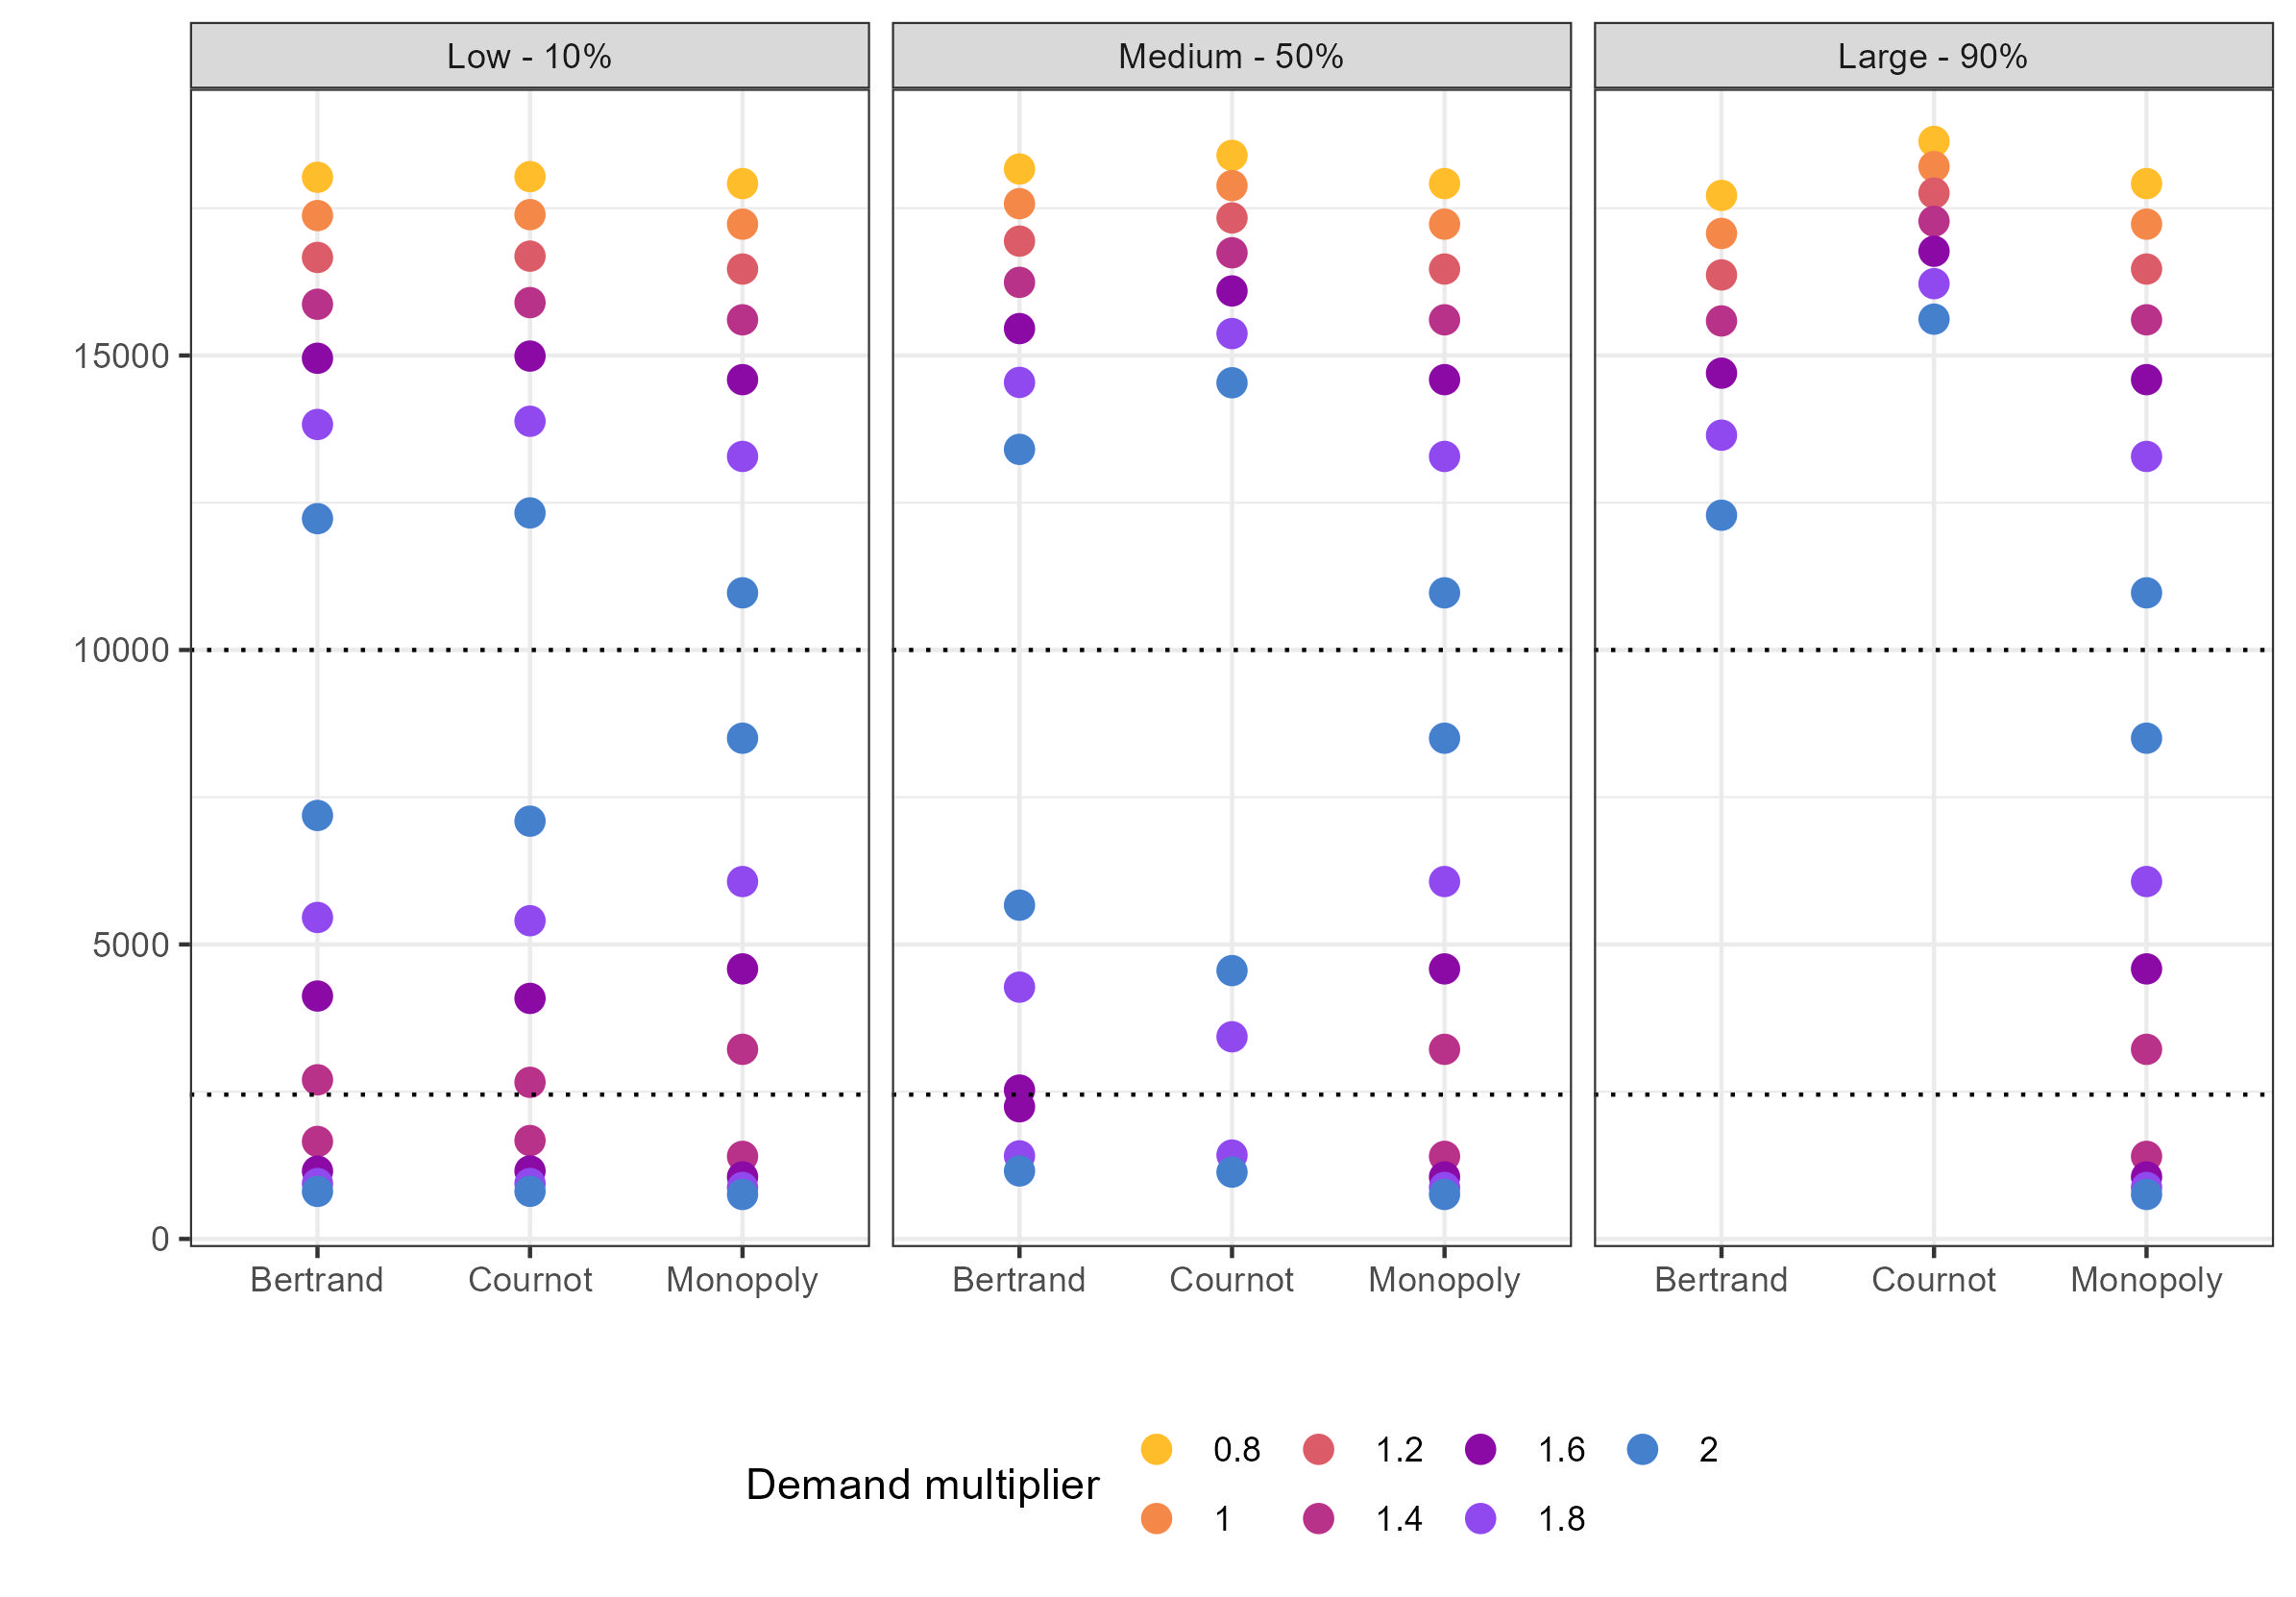 Low - 10%
Medium - 50%
Large - 90%
15000
10000
5000
0
Bertrand Cournot Monopoly
Bertrand Cournot Monopoly
Bertrand Cournot Monopoly
Demand multiplier
0.8 1.2 1.6 2
1 1.4 1.8